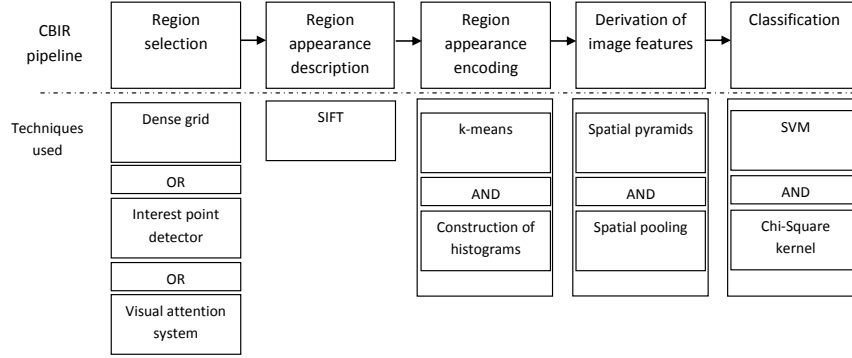 CBIR
pipeline
Region
selection
Region
appearance
description
Region
appearance
encoding
Derivation of
image features
Classification
Techniques
used
Dense grid
OR
Interest point
detector
OR
Visual attention
system
SIFT
k-means
AND
Construction of
histograms
Spatial pyramids
AND
Spatial pooling
SVM
AND
Chi-Square
kernel